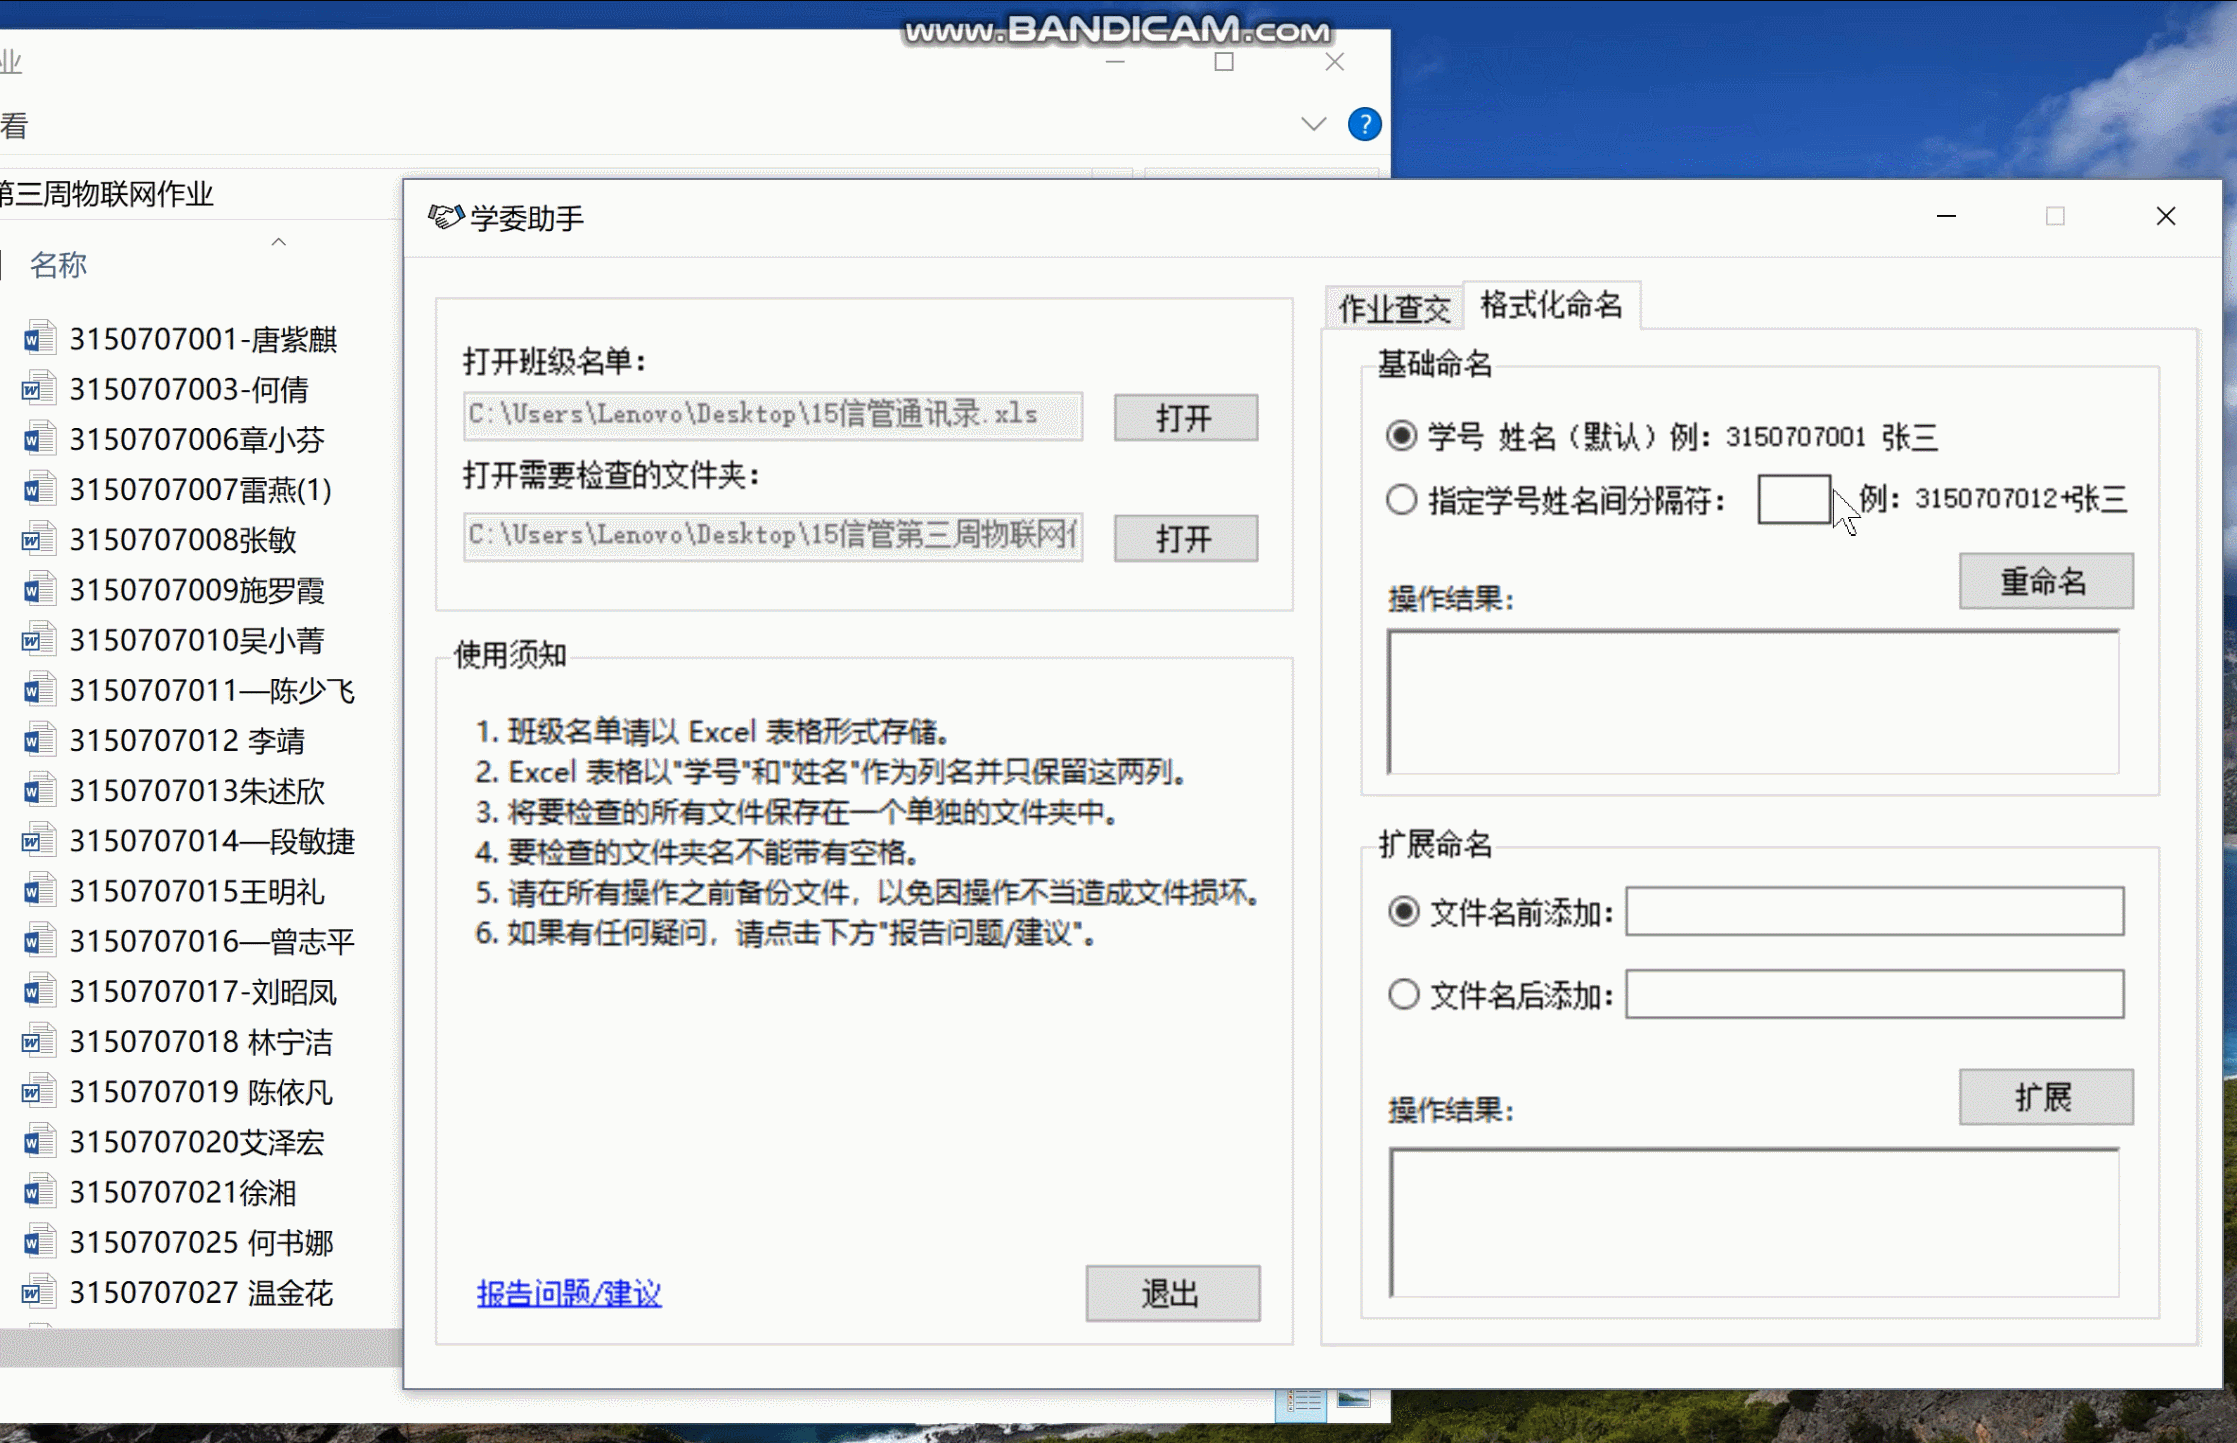 www.BANDICAM.com
业
看
第三周物联网作业
名称
3150707001-唐紫麒
3150707003-何倩
3150707006章小芬
3150707007雷燕(1)
3150707008张敏
3150707009施罗霞
3150707010吴小菁
3150707011—陈少飞
3150707012 李靖
3150707013朱述欣
3150707014—段敏捷
3150707015王明礼
3150707016—曾志平
3150707017-刘昭凤
3150707018 林宁洁
3150707019 陈依凡
3150707020艾泽宏
3150707021徐湘
3150707025 何书娜
3150707027 温金花
学委助手
打开班级名单：
C:\Users\Lenovo\Desktop\15信管通讯录.xls
打开
打开需要检查的文件夹：
C:\Users\Lenovo\Desktop\15信管第三周物联网
打开
使用须知
1. 班级名单请以 Excel 表格形式存储。
2. Excel 表格以"学号"和"姓名"作为列名并只保留这两列。
3. 将要检查的所有文件保存在一个单独的文件夹中。
4. 要检查的文件夹名不能带有空格。
5. 请在所有操作之前备份文件，以免因操作不当造成文件损坏。
6. 如果有任何疑问，请点击下方"报告问题/建议"。
报告问题/建议
退出
作业查交
格式化命名
基础命名
学号 姓名（默认）例：3150707001 张三
指定学号姓名间分隔符： 例：3150707012+张三
重命名
操作结果：
扩展命名
文件名前添加：
文件名后添加：
扩展
操作结果：